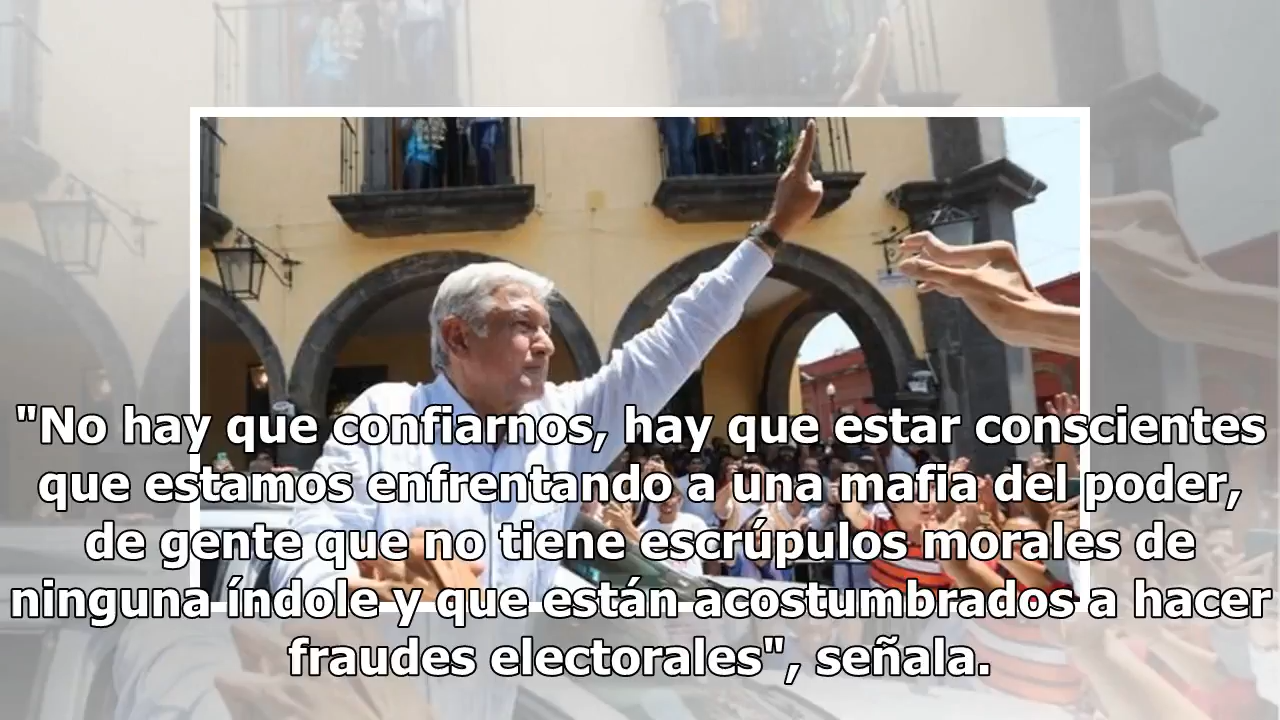 "No hay que confiarnos, hay que estar conscientes
que estamos enfrentando a una mafia del poder,
de gente que no tiene escrúpulos morales de
ninguna índole y que están acostumbrados a hacer
fraudes electorales", señala.